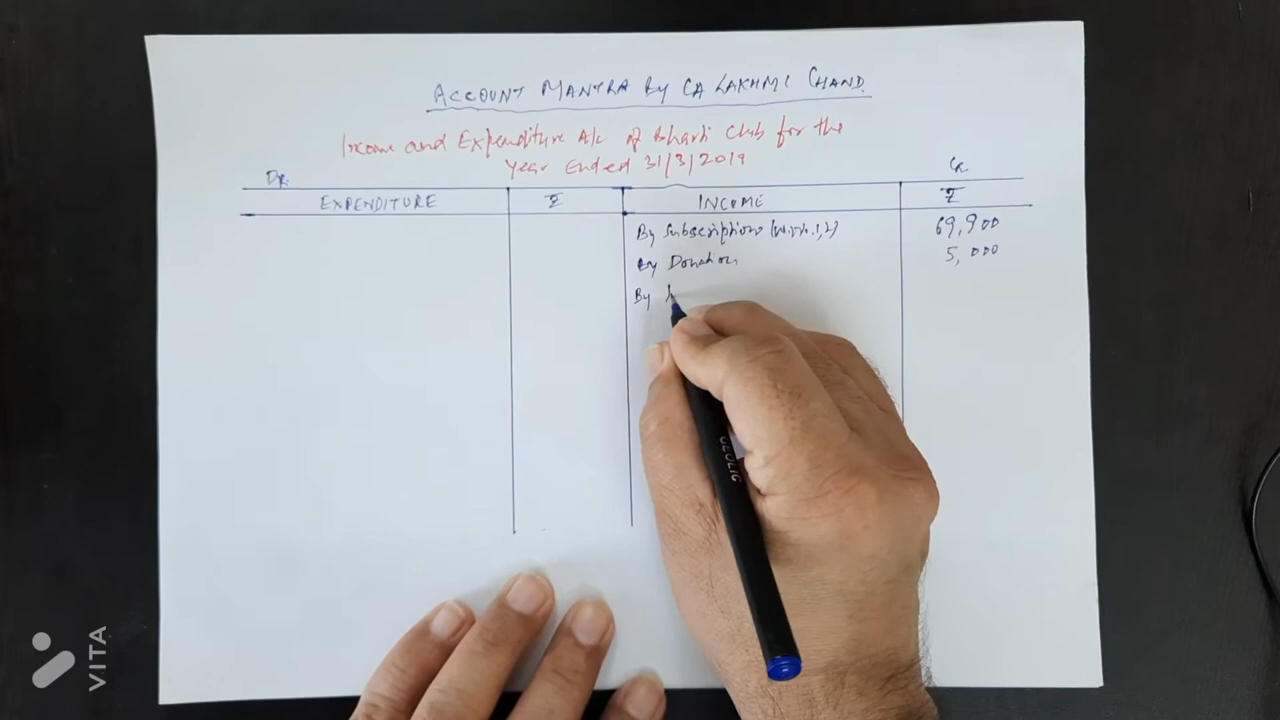 ACCOUNT MANTRA By CA LAKHMI CHAND
Income and Expenditure A/c of Bharti Club for the
Year Ended 31/3/2019
Dr. Cr
EXPENDITURE ₹ INCOME ₹
By Subscriptions (W.N. 1,2) 69,900
By Donation 5,000
By
GEOLIC
VITA